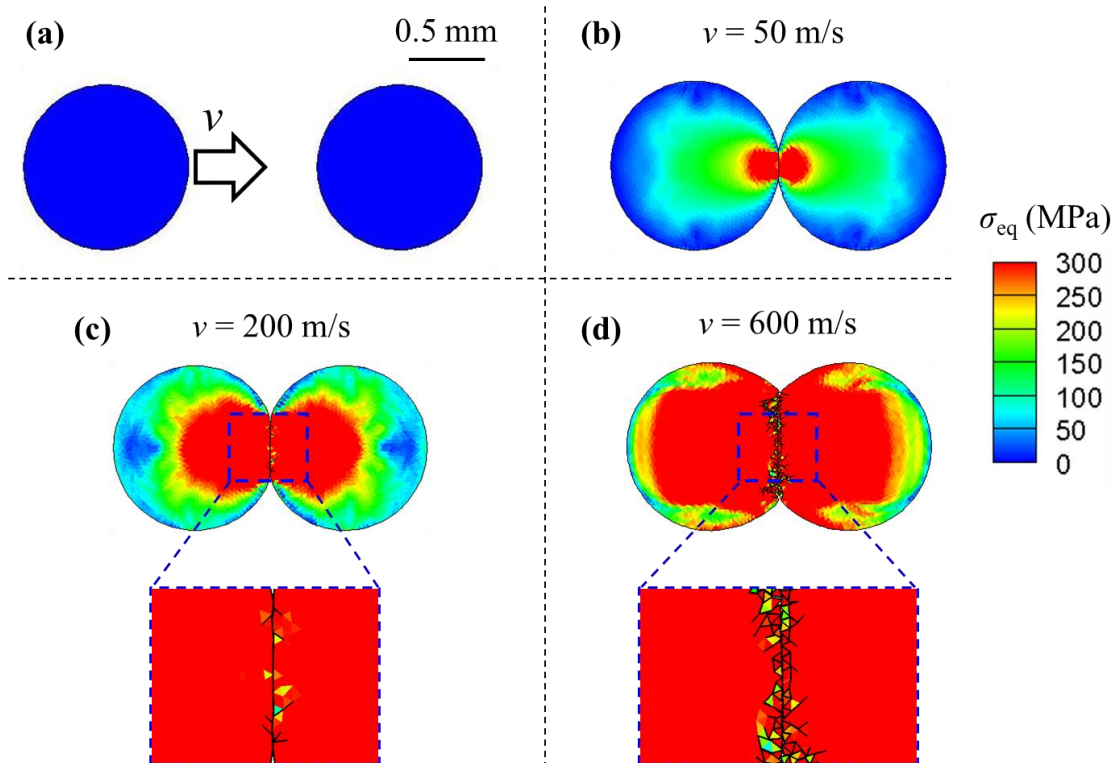 (a)
0.5 mm
v
(b)
v = 50 m/s
σeq (MPa)
300
250
200
150
100
50
0
(c)
v = 200 m/s
(d)
v = 600 m/s